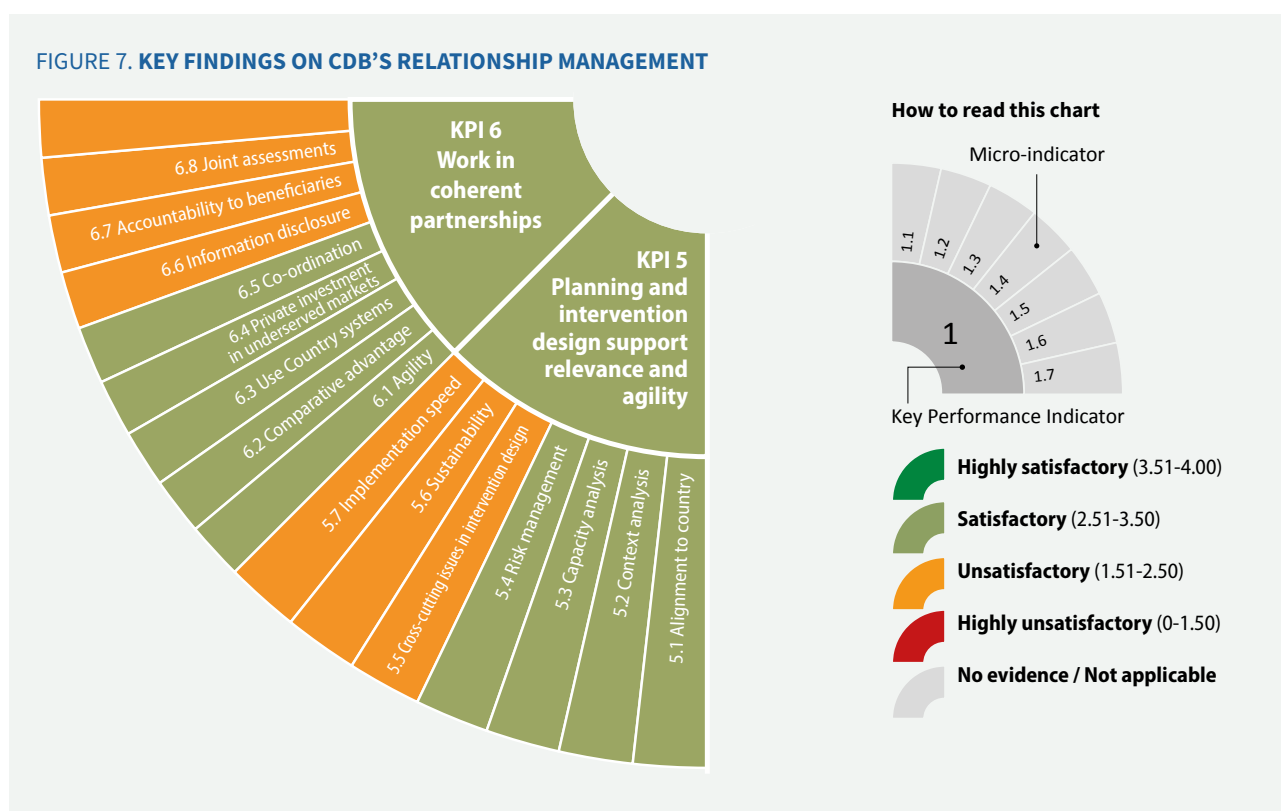 FIGURE 7. KEY FINDINGS ON CDB'S RELATIONSHIP MANAGEMENT
KPI 6
Work in
coherent
partnerships
KPI 5
Planning and
intervention
design support
relevance and
agility
6.8 Joint assessments
6.7 Accountability to beneficiaries
6.6 Information disclosure
6.5 Co-ordination
6.4 Private investment
in underserved markets
6.3 Use Country systems
6.2 Comparative advantage
6.1 Agility
5.7 Implementation speed
5.6 Sustainability
5.5 Cross-cutting issues in intervention design
5.4 Risk management
5.3 Capacity analysis
5.2 Context analysis
5.1 Alignment to country
How to read this chart
Micro-indicator
1.1
1.2
1.3
1.4
1.5
1.6
1.7
1
Key Performance Indicator
Highly satisfactory (3.51-4.00)
Satisfactory (2.51-3.50)
Unsatisfactory (1.51-2.50)
Highly unsatisfactory (0-1.50)
No evidence / Not applicable